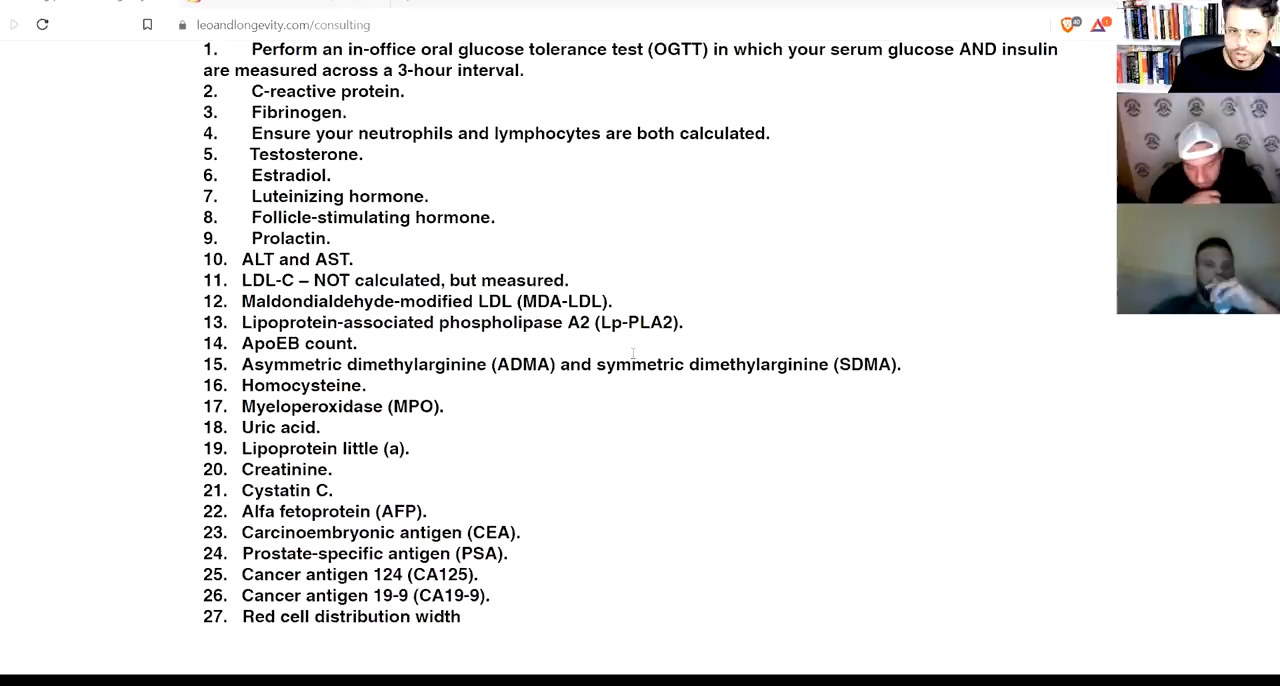 leoandlongevity.com/consulting
1. Perform an in-office oral glucose tolerance test (OGTT) in which your serum glucose AND insulin
are measured across a 3-hour interval.
2. C-reactive protein.
3. Fibrinogen.
4. Ensure your neutrophils and lymphocytes are both calculated.
5. Testosterone.
6. Estradiol.
7. Luteinizing hormone.
8. Follicle-stimulating hormone.
9. Prolactin.
10. ALT and AST.
11. LDL-C – NOT calculated, but measured.
12. Maldondialdehyde-modified LDL (MDA-LDL).
13. Lipoprotein-associated phospholipase A2 (Lp-PLA2).
14. ApoEB count.
15. Asymmetric dimethylarginine (ADMA) and symmetric dimethylarginine (SDMA).
16. Homocysteine.
17. Myeloperoxidase (MPO).
18. Uric acid.
19. Lipoprotein little (a).
20. Creatinine.
21. Cystatin C.
22. Alfa fetoprotein (AFP).
23. Carcinoembryonic antigen (CEA).
24. Prostate-specific antigen (PSA).
25. Cancer antigen 124 (CA125).
26. Cancer antigen 19-9 (CA19-9).
27. Red cell distribution width